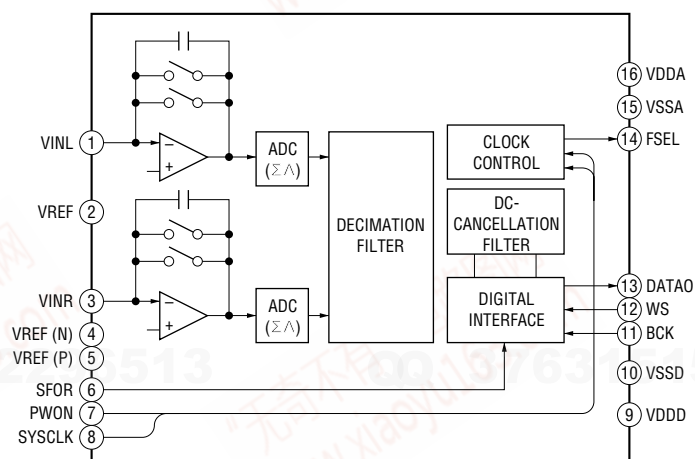 16 VDDA
15 VSSA
VINL 1
14 FSEL
ADC
(ΣΔ)
CLOCK
CONTROL
VREF 2
DECIMATION
FILTER
DC-
CANCELLATION
FILTER
VINR 3
ADC
(ΣΔ)
DIGITAL
INTERFACE
13 DATAO
12 WS
11 BCK
VREF (N) 4
VREF (P) 5
SFOR 6
10 VSSD
PWON 7
9 VDDD
SYSCLK 8